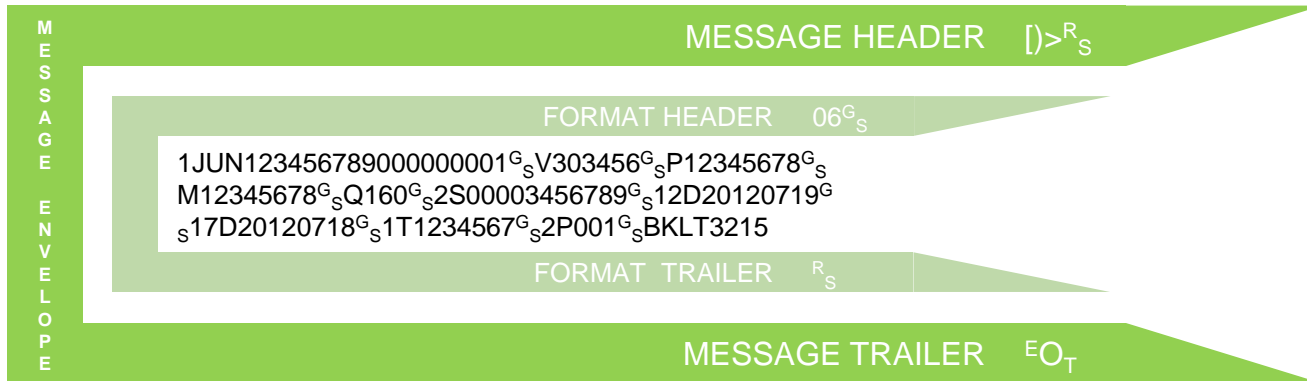 MESSAGE ENVELOPE
MESSAGE HEADER [)>ᴿS
FORMAT HEADER 06ᴳS
1JUN123456789000000001ᴳSV303456ᴳSP12345678ᴳS
M12345678ᴳSQ160ᴳS2S00003456789ᴳS12D20120719ᴳ
S17D20120718ᴳS1T1234567ᴳS2P001ᴳSBKLT3215
FORMAT TRAILER ᴿS
MESSAGE TRAILER ᴱOT